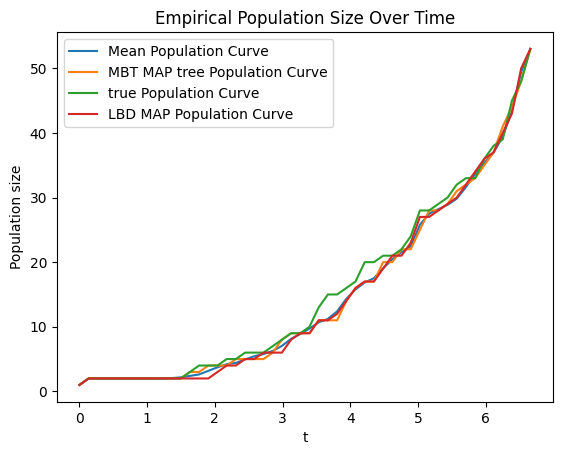 Empirical Population Size Over Time
Mean Population Curve
MBT MAP tree Population Curve
true Population Curve
LBD MAP Population Curve
Population size
50
40
30
20
10
0
0 1 2 3 4 5 6
t